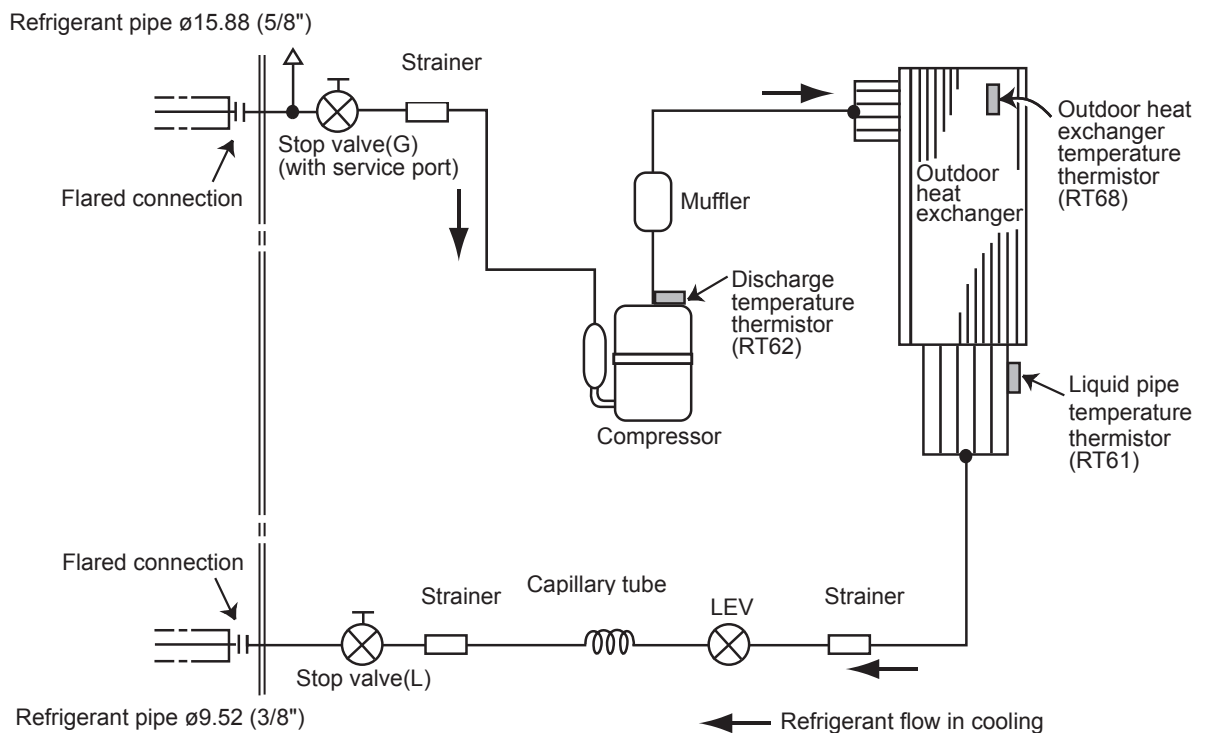 Refrigerant pipe ø15.88 (5/8")
Strainer
Stop valve(G)
(with service port)
Flared connection
Muffler
Outdoor
heat
exchanger
Outdoor heat
exchanger
temperature
thermistor
(RT68)
Discharge
temperature
thermistor
(RT62)
Compressor
Liquid pipe
temperature
thermistor
(RT61)
Flared connection
Strainer
Capillary tube
LEV
Strainer
Stop valve(L)
Refrigerant pipe ø9.52 (3/8")
Refrigerant flow in cooling